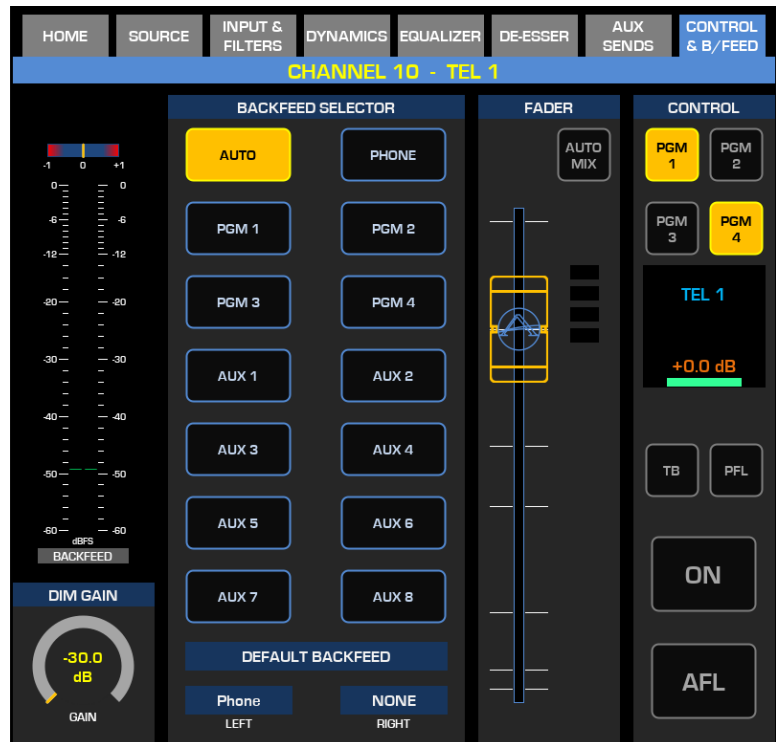 HOME SOURCE INPUT & FILTERS DYNAMICS EQUALIZER DE-ESSER AUX SENDS CONTROL & B/FEED
CHANNEL 10 - TEL 1
BACKFEED SELECTOR
AUTO PHONE
PGM 1 PGM 2
PGM 3 PGM 4
AUX 1 AUX 2
AUX 3 AUX 4
AUX 5 AUX 6
AUX 7 AUX 8
DEFAULT BACKFEED
Phone NONE
LEFT RIGHT
FADER
AUTO MIX
CONTROL
PGM 1 PGM 2
PGM 3 PGM 4
TEL 1
+0.0 dB
TB PFL
ON
AFL
-1 0 +1
0 0
-6 -6
-12 -12
-20 -20
-30 -30
-40 -40
-50 -50
-60 -60
dBFS
BACKFEED
DIM GAIN
-30.0
dB
GAIN